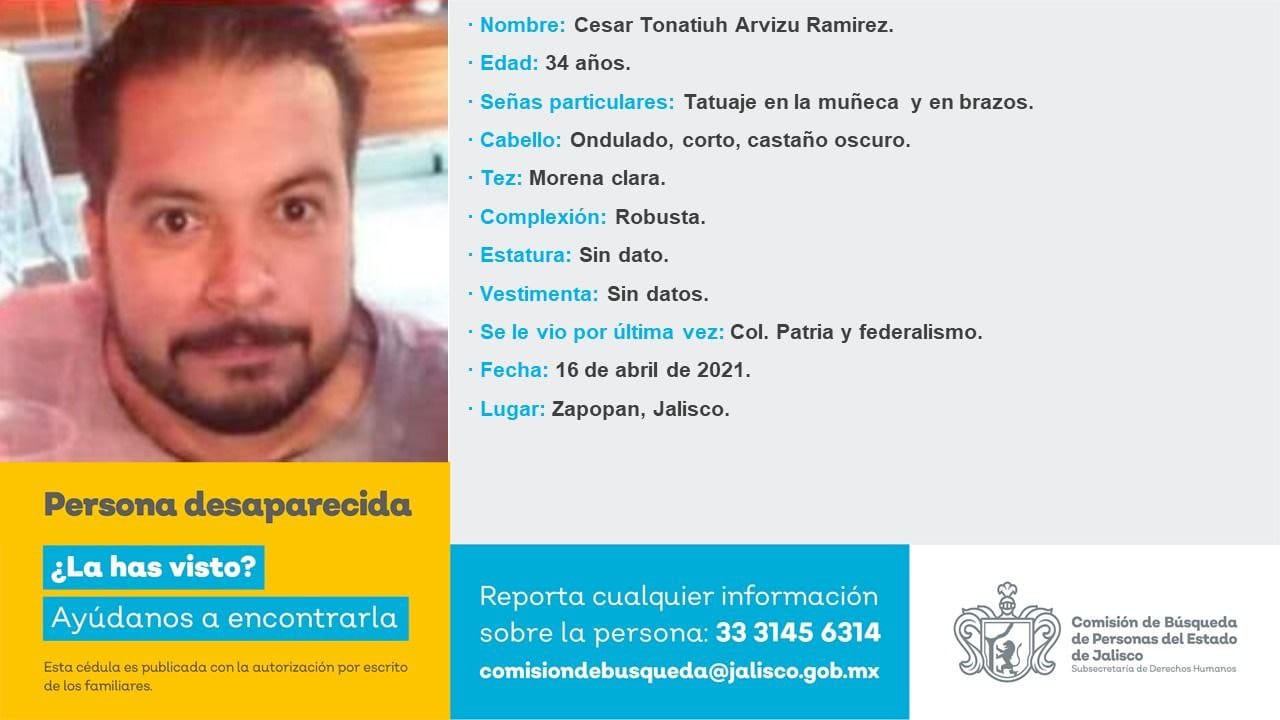 · Nombre: Cesar Tonatiuh Arvizu Ramirez.
· Edad: 34 años.
· Señas particulares: Tatuaje en la muñeca y en brazos.
· Cabello: Ondulado, corto, castaño oscuro.
· Tez: Morena clara.
· Complexión: Robusta.
· Estatura: Sin dato.
· Vestimenta: Sin datos.
· Se le vio por última vez: Col. Patria y federalismo.
· Fecha: 16 de abril de 2021.
· Lugar: Zapopan, Jalisco.
Persona desaparecida
¿La has visto?
Ayúdanos a encontrarla
Esta cédula es publicada con la autorización por escrito
de los familiares.
Reporta cualquier información
sobre la persona: 33 3145 6314
comisiondebusqueda@jalisco.gob.mx
Comisión de Búsqueda
de Personas del Estado
de Jalisco
Subsecretaría de Derechos Humanos